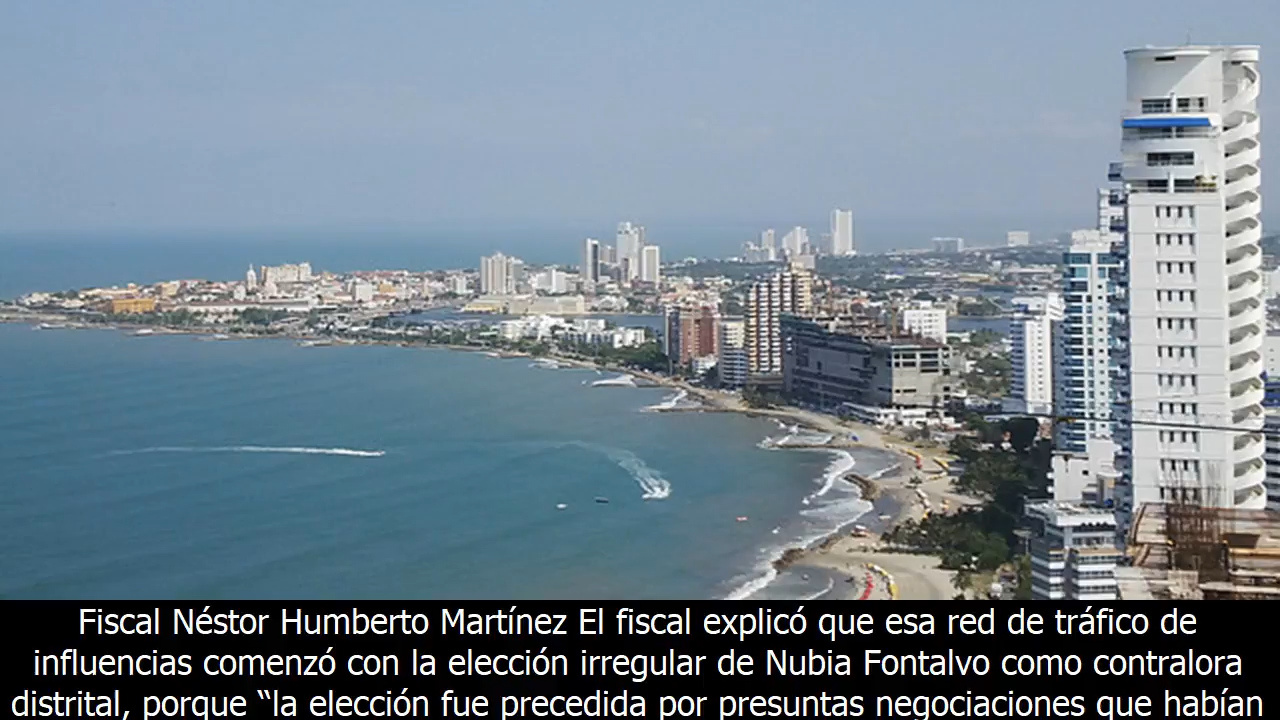 Fiscal Néstor Humberto Martínez El fiscal explicó que esa red de tráfico de
influencias comenzó con la elección irregular de Nubia Fontalvo como contralora
distrital, porque “la elección fue precedida por presuntas negociaciones que habían